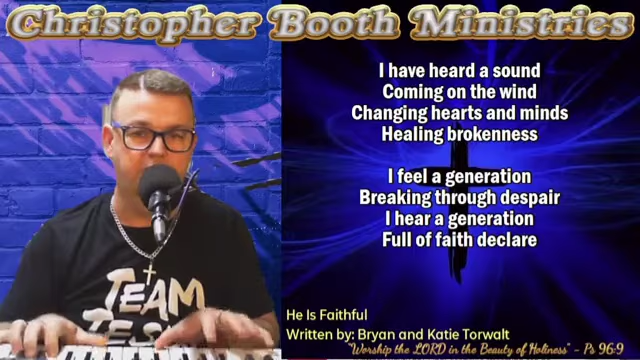 Christopher Booth Ministries
I have heard a sound
Coming on the wind
Changing hearts and minds
Healing brokenness
I feel a generation
Breaking through despair
I hear a generation
Full of faith declare
TEAM
He Is Faithful
Written by: Bryan and Katie Torwalt
"Worship the LORD in the Beauty of Holiness" - Ps 96:9